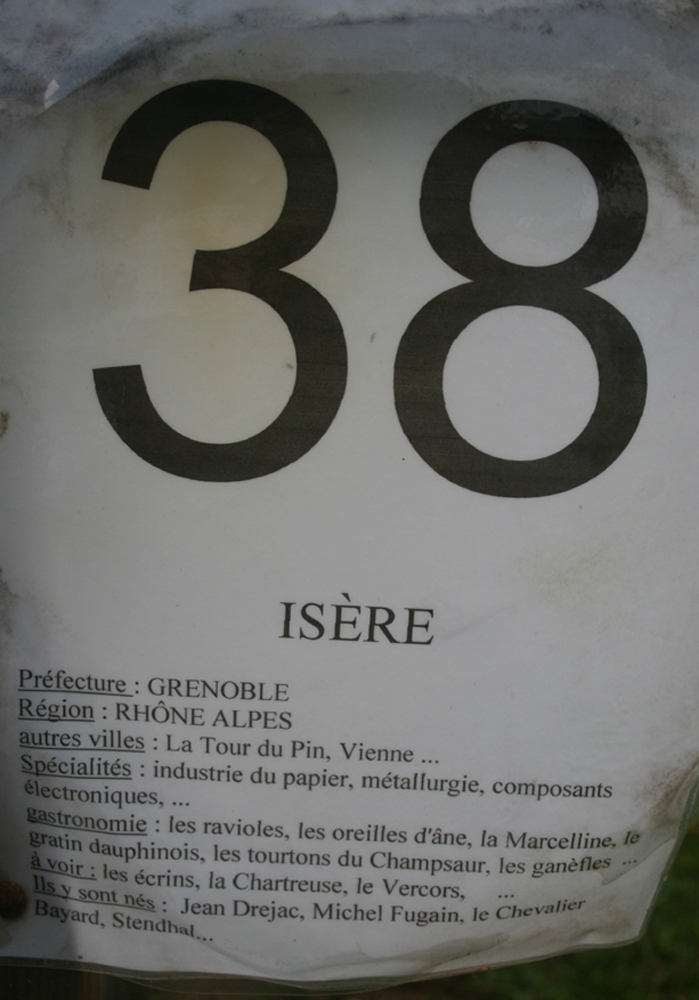 38
ISÈRE
Préfecture : GRENOBLE
Région : RHÔNE ALPES
autres villes : La Tour du Pin, Vienne ...
Spécialités : industrie du papier, métallurgie, composants
électroniques, ...
gastronomie : les ravioles, les oreilles d'âne, la Marcelline, le
gratin dauphinois, les tourtons du Champsaur, les ganèfles ...
à voir : les écrins, la Chartreuse, le Vercors, ...
Ils y sont nés : Jean Drejac, Michel Fugain, le Chevalier
Bayard, Stendhal...